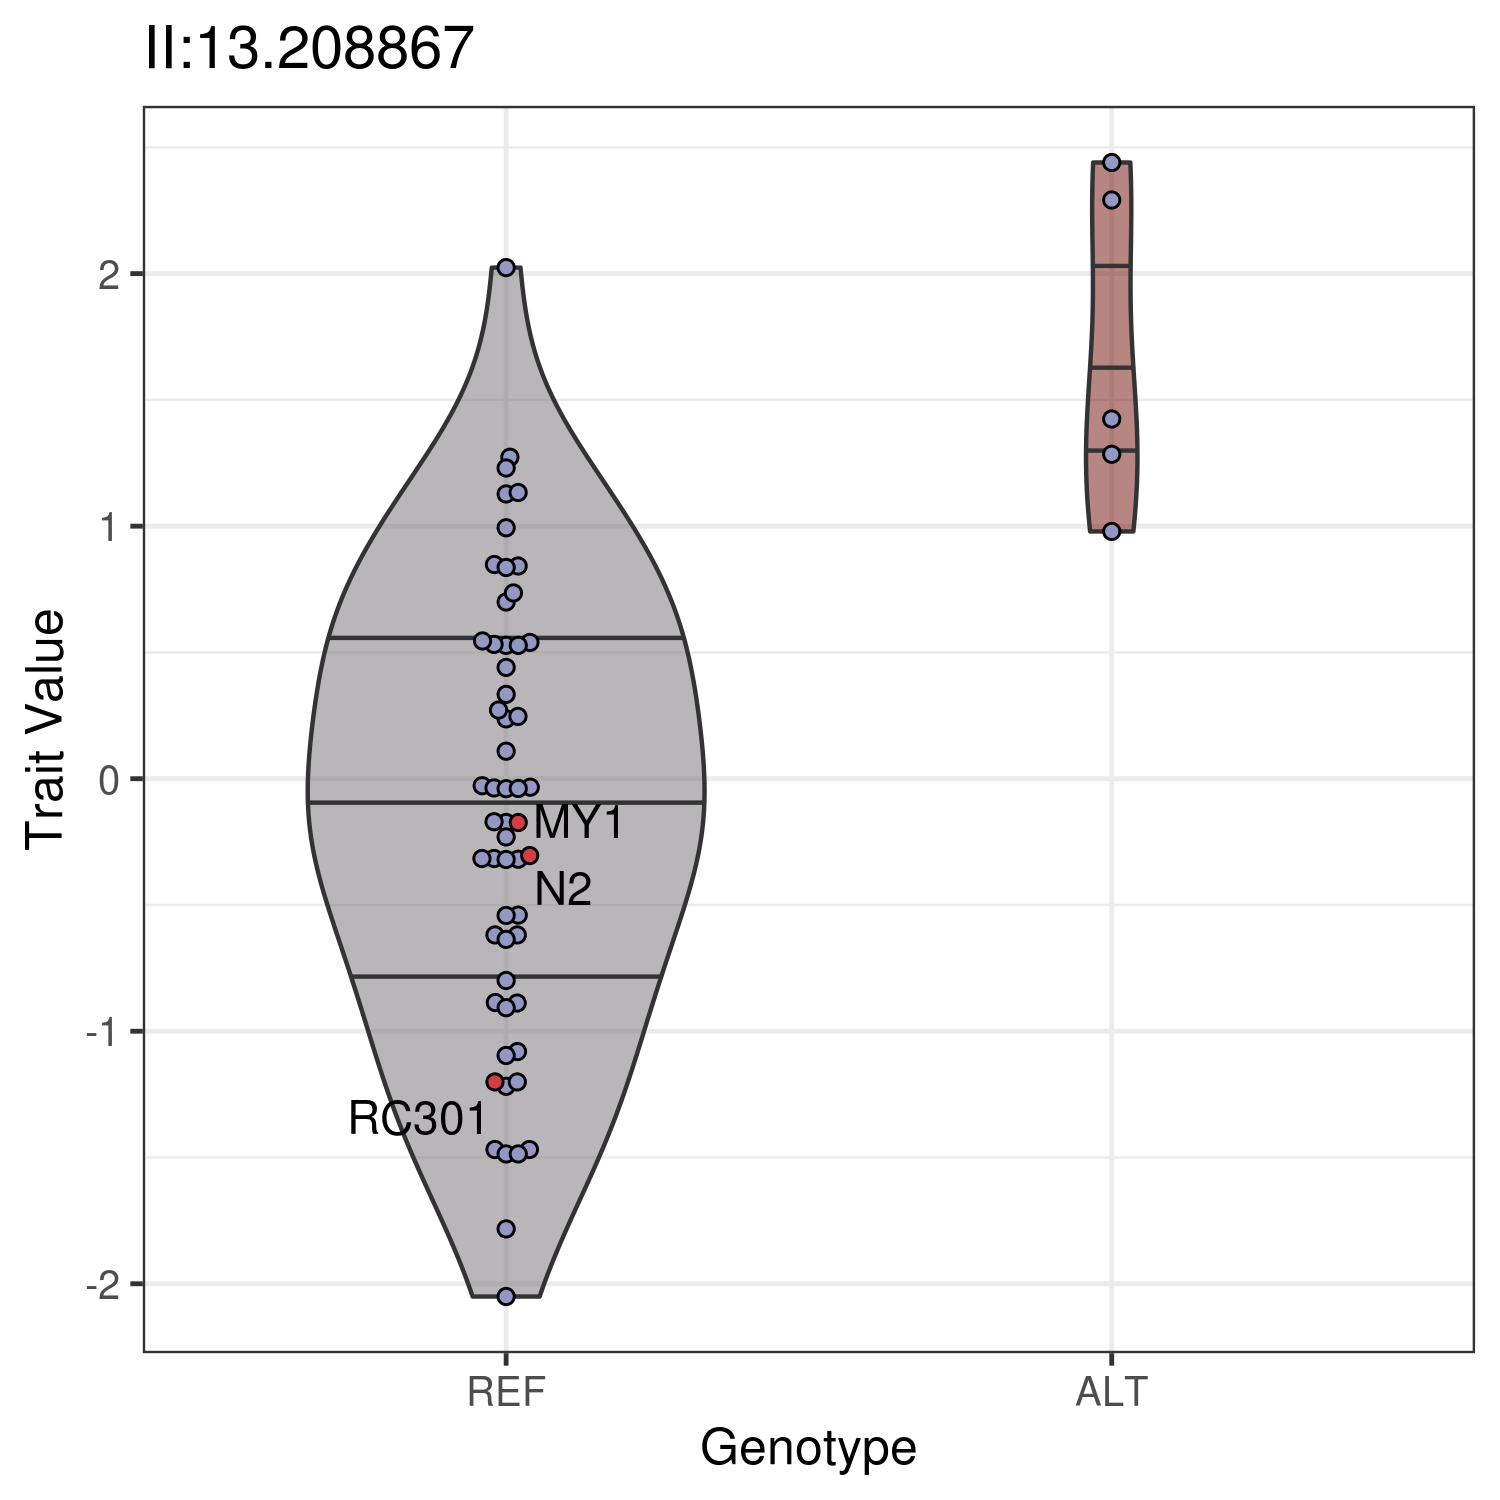 II:13.208867
Trait Value
2
1
0
-1
-2
MY1
N2
RC301
REF
ALT
Genotype